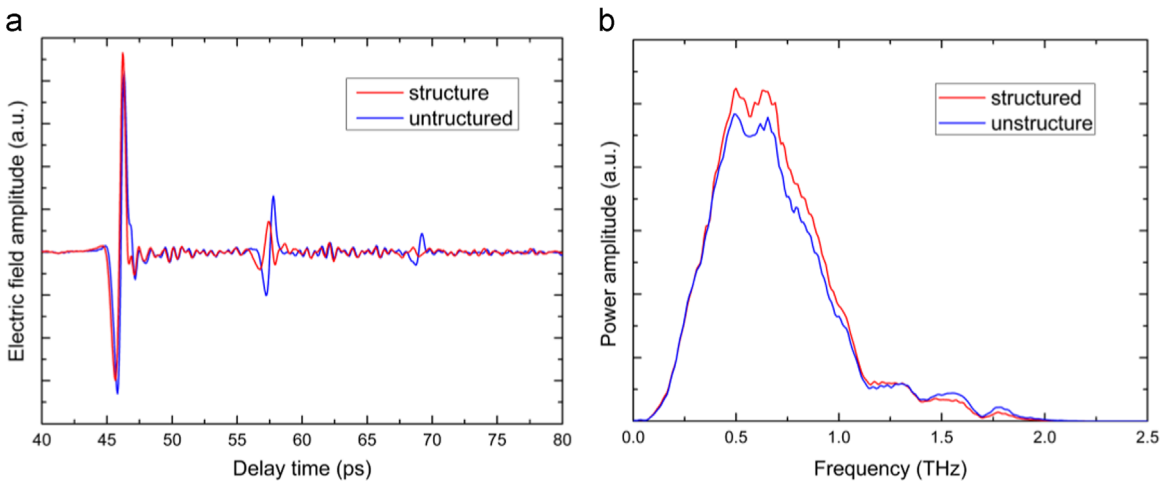 a
structure
untructured
Electric field amplitude (a.u.)
40 45 50 55 60 65 70 75 80
Delay time (ps)
b
structured
unstructure
Power amplitude (a.u.)
0.0 0.5 1.0 1.5 2.0 2.5
Frequency (THz)